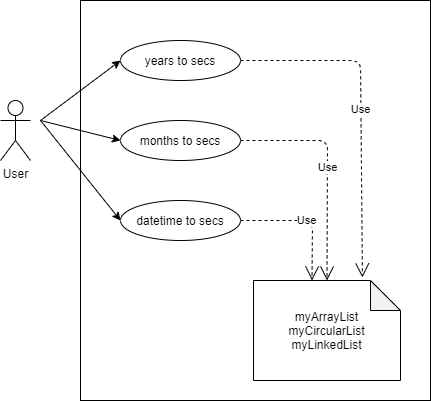 years to secs
Use
months to secs
Use
User
datetime to secs
Use
myArrayList
myCircularList
myLinkedList